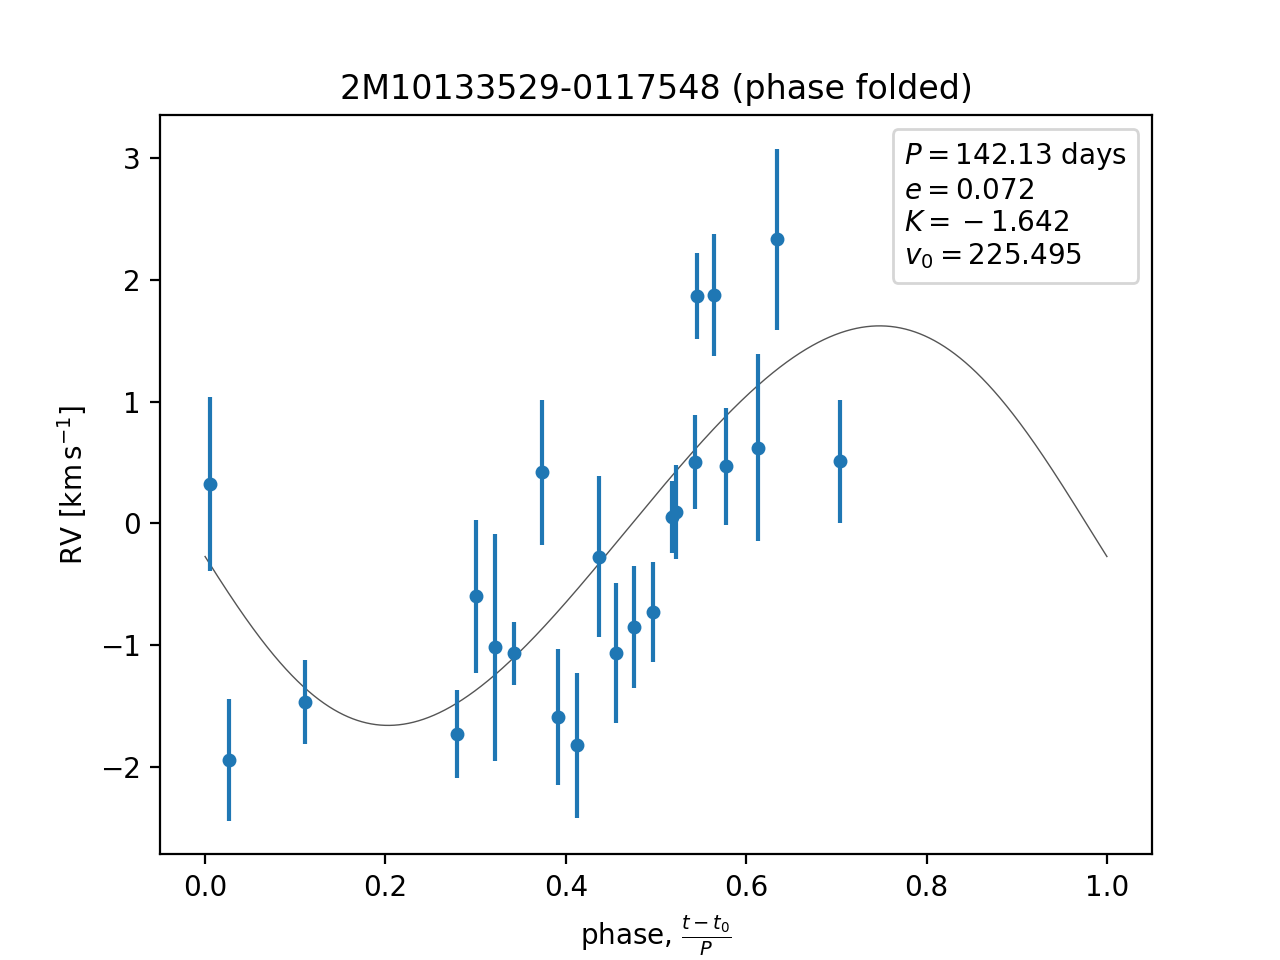 2M10133529-0117548 (phase folded)
P = 142.13 days
e = 0.072
K = −1.642
v₀ = 225.495
3
2
1
0
−1
−2
RV [km s⁻¹]
0.0 0.2 0.4 0.6 0.8 1.0
phase, (t − t₀)/P